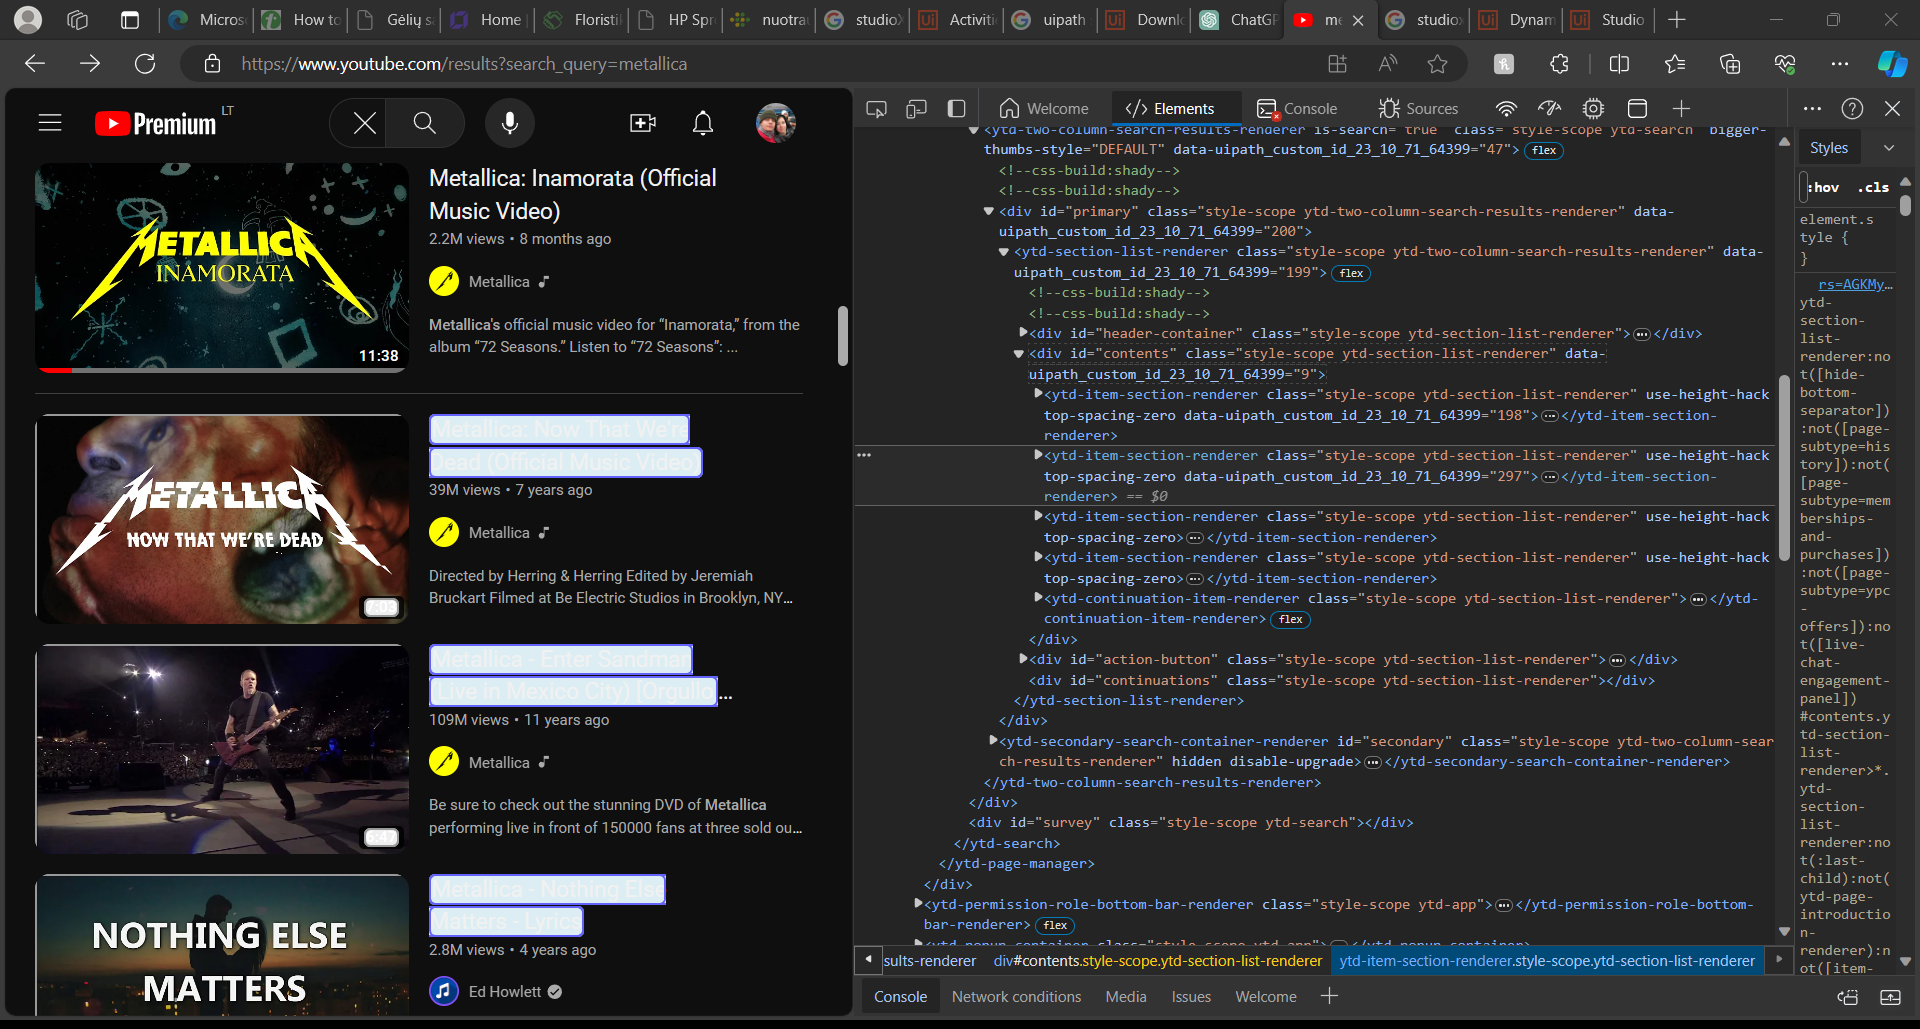 Micros
How to
Gėlių s
Home
Floristi
HP Spr
nuotra
studioX
Activiti
uipath
Downl
ChatGP
me
studiox
Dynam
Studio
https://www.youtube.com/results?search_query=metallica
Premium LT
METALLICA
INAMORATA
11:38
Metallica: Inamorata (Official
Music Video)
2.2M views • 8 months ago
Metallica
Metallica's official music video for “Inamorata,” from the
album “72 Seasons.” Listen to “72 Seasons”: ...
METALLICA
NOW THAT WE'RE DEAD
7:03
Metallica: Now That We're
Dead (Official Music Video)
39M views • 7 years ago
Metallica
Directed by Herring & Herring Edited by Jeremiah
Bruckart Filmed at Be Electric Studios in Brooklyn, NY...
Metallica - Enter Sandman
(Live in Mexico City) [Orgullo ...
109M views • 11 years ago
Metallica
Be sure to check out the stunning DVD of Metallica
performing live in front of 150000 fans at three sold ou...
NOTHING ELSE
MATTERS
Metallica - Nothing Else
Matters - Lyrics
2.8M views • 4 years ago
Ed Howlett
Welcome
Elements
Console
Sources
<ytd-two-column-search-results-renderer is-search="true" class="style-scope ytd-search" bigger-
thumbs-style="DEFAULT" data-uipath_custom_id_23_10_71_64399="47"> flex
<!--css-build:shady-->
<!--css-build:shady-->
<div id="primary" class="style-scope ytd-two-column-search-results-renderer" data-
uipath_custom_id_23_10_71_64399="200">
<ytd-section-list-renderer class="style-scope ytd-two-column-search-results-renderer" data-
uipath_custom_id_23_10_71_64399="199"> flex
<!--css-build:shady-->
<!--css-build:shady-->
<div id="header-container" class="style-scope ytd-section-list-renderer">…</div>
<div id="contents" class="style-scope ytd-section-list-renderer" data-
uipath_custom_id_23_10_71_64399="9">
<ytd-item-section-renderer class="style-scope ytd-section-list-renderer" use-height-hack
top-spacing-zero data-uipath_custom_id_23_10_71_64399="198">…</ytd-item-section-
renderer>
<ytd-item-section-renderer class="style-scope ytd-section-list-renderer" use-height-hack
top-spacing-zero data-uipath_custom_id_23_10_71_64399="297">…</ytd-item-section-
renderer> == $0
<ytd-item-section-renderer class="style-scope ytd-section-list-renderer" use-height-hack
top-spacing-zero>…</ytd-item-section-renderer>
<ytd-item-section-renderer class="style-scope ytd-section-list-renderer" use-height-hack
top-spacing-zero>…</ytd-item-section-renderer>
<ytd-continuation-item-renderer class="style-scope ytd-section-list-renderer">…</ytd-
continuation-item-renderer> flex
</div>
<div id="action-button" class="style-scope ytd-section-list-renderer">…</div>
<div id="continuations" class="style-scope ytd-section-list-renderer"></div>
</ytd-section-list-renderer>
</div>
<ytd-secondary-search-container-renderer id="secondary" class="style-scope ytd-two-column-sear
ch-results-renderer" hidden disable-upgrade>…</ytd-secondary-search-container-renderer>
</ytd-two-column-search-results-renderer>
</div>
<div id="survey" class="style-scope ytd-search"></div>
</ytd-search>
</ytd-page-manager>
</div>
<ytd-permission-role-bottom-bar-renderer class="style-scope ytd-app">…</ytd-permission-role-bottom-
bar-renderer> flex
<ytd-popup-container class="style-scope ytd-app">…</ytd-popup-container>
sults-renderer
div#contents.style-scope.ytd-section-list-renderer
ytd-item-section-renderer.style-scope.ytd-section-list-renderer
Console
Network conditions
Media
Issues
Welcome
Styles
:hov .cls
element.s
tyle {
}
rs=AGKMy…
ytd-
section-
list-
renderer:no
t([hide-
bottom-
separator])
:not([page-
subtype=his
tory]):not(
[page-
subtype=mem
berships-
and-
purchases])
:not([page-
subtype=ypc
-
offers]):no
t([live-
chat-
engagement-
panel])
#contents.y
td-section-
list-
renderer>*.
ytd-
section-
list-
renderer:no
t(:last-
child):not(
ytd-page-
introductio
n-
renderer):n
ot([item-